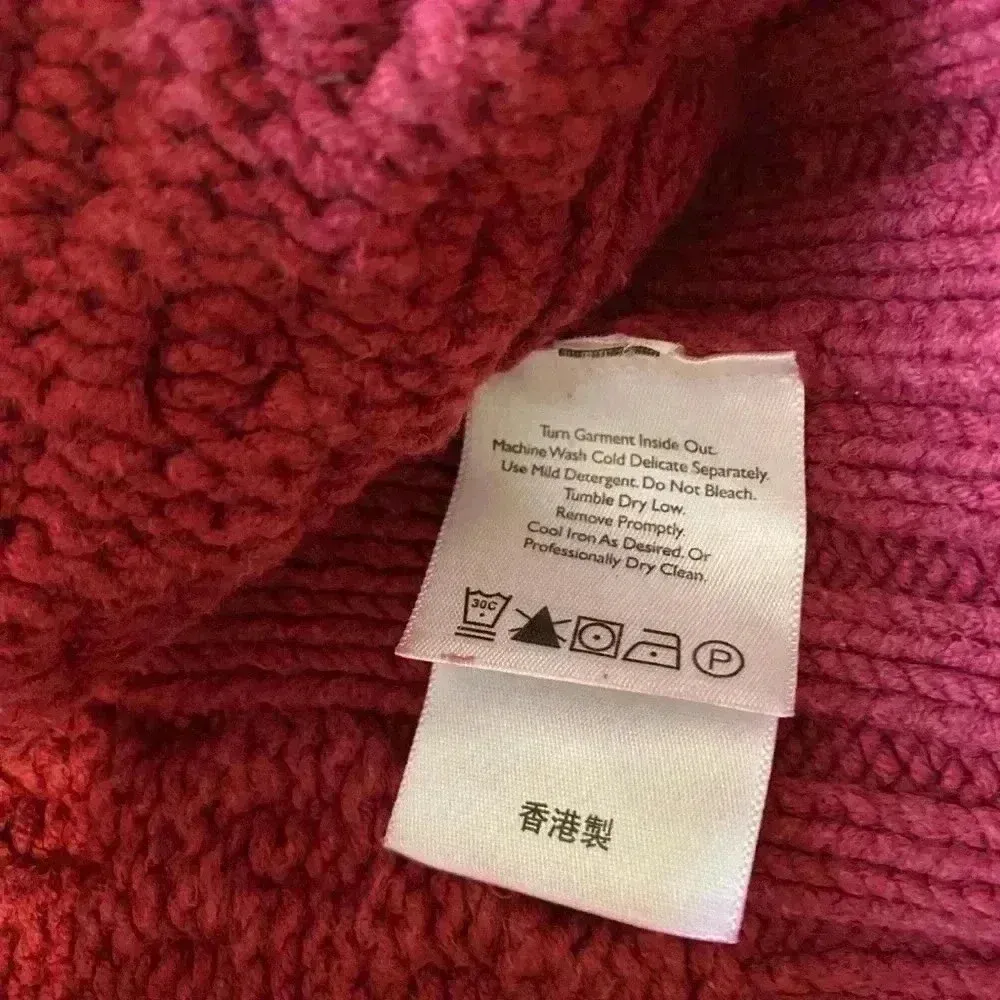 Turn Garment Inside Out.
Machine Wash Cold Delicate Separately.
Use Mild Detergent. Do Not Bleach.
Tumble Dry Low.
Remove Promptly.
Cool Iron As Desired. Or
Professionally Dry Clean.
30C P
香港製